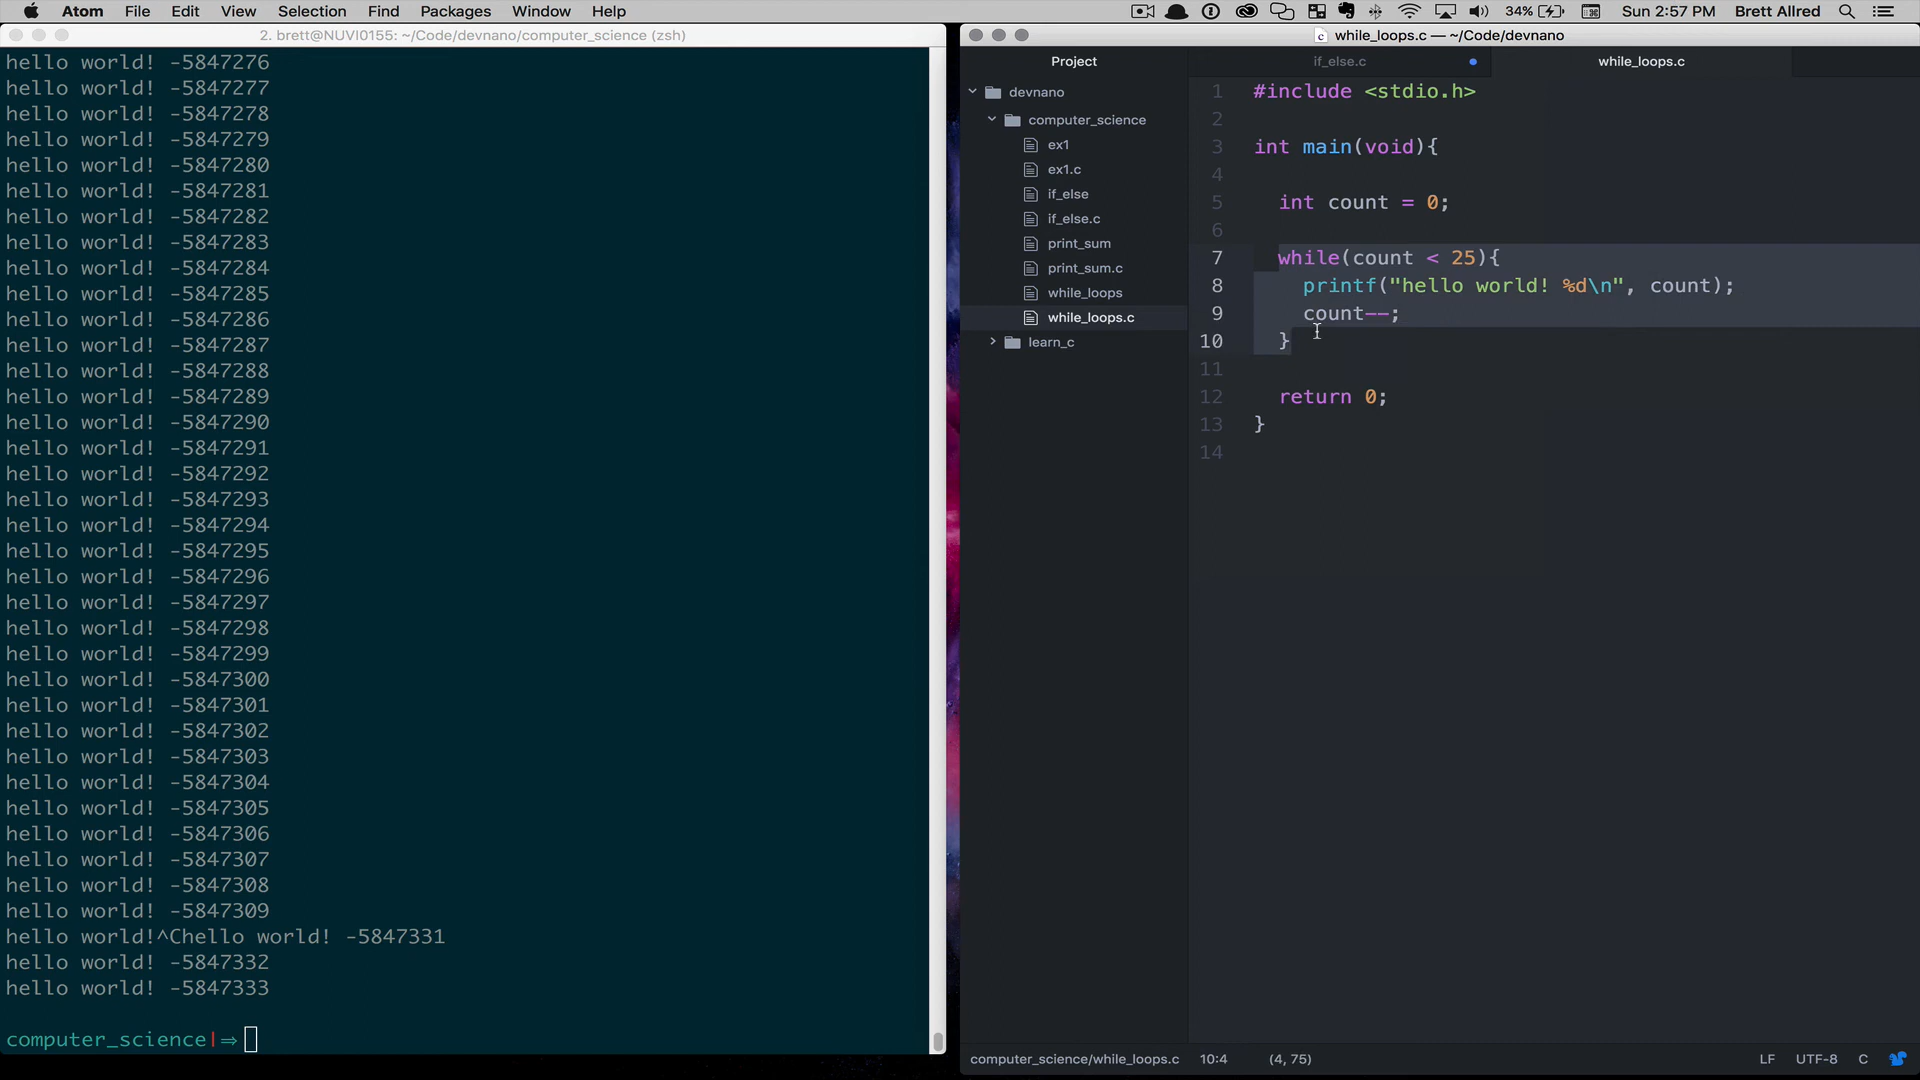 Atom File Edit View Selection Find Packages Window Help 34% Sun 2:57 PM Brett Allred
2. brett@NUVI0155: ~/Code/devnano/computer_science (zsh)
hello world! -5847276
hello world! -5847277
hello world! -5847278
hello world! -5847279
hello world! -5847280
hello world! -5847281
hello world! -5847282
hello world! -5847283
hello world! -5847284
hello world! -5847285
hello world! -5847286
hello world! -5847287
hello world! -5847288
hello world! -5847289
hello world! -5847290
hello world! -5847291
hello world! -5847292
hello world! -5847293
hello world! -5847294
hello world! -5847295
hello world! -5847296
hello world! -5847297
hello world! -5847298
hello world! -5847299
hello world! -5847300
hello world! -5847301
hello world! -5847302
hello world! -5847303
hello world! -5847304
hello world! -5847305
hello world! -5847306
hello world! -5847307
hello world! -5847308
hello world! -5847309
hello world!^Chello world! -5847331
hello world! -5847332
hello world! -5847333
computer_science|⇒
while_loops.c — ~/Code/devnano
Project
devnano
computer_science
ex1
ex1.c
if_else
if_else.c
print_sum
print_sum.c
while_loops
while_loops.c
learn_c
if_else.c
while_loops.c
1 #include <stdio.h>
2
3 int main(void){
4
5 int count = 0;
6
7 while(count < 25){
8 printf("hello world! %d\n", count);
9 count--;
10 }
11
12 return 0;
13 }
14
computer_science/while_loops.c 10:4 (4, 75) LF UTF-8 C